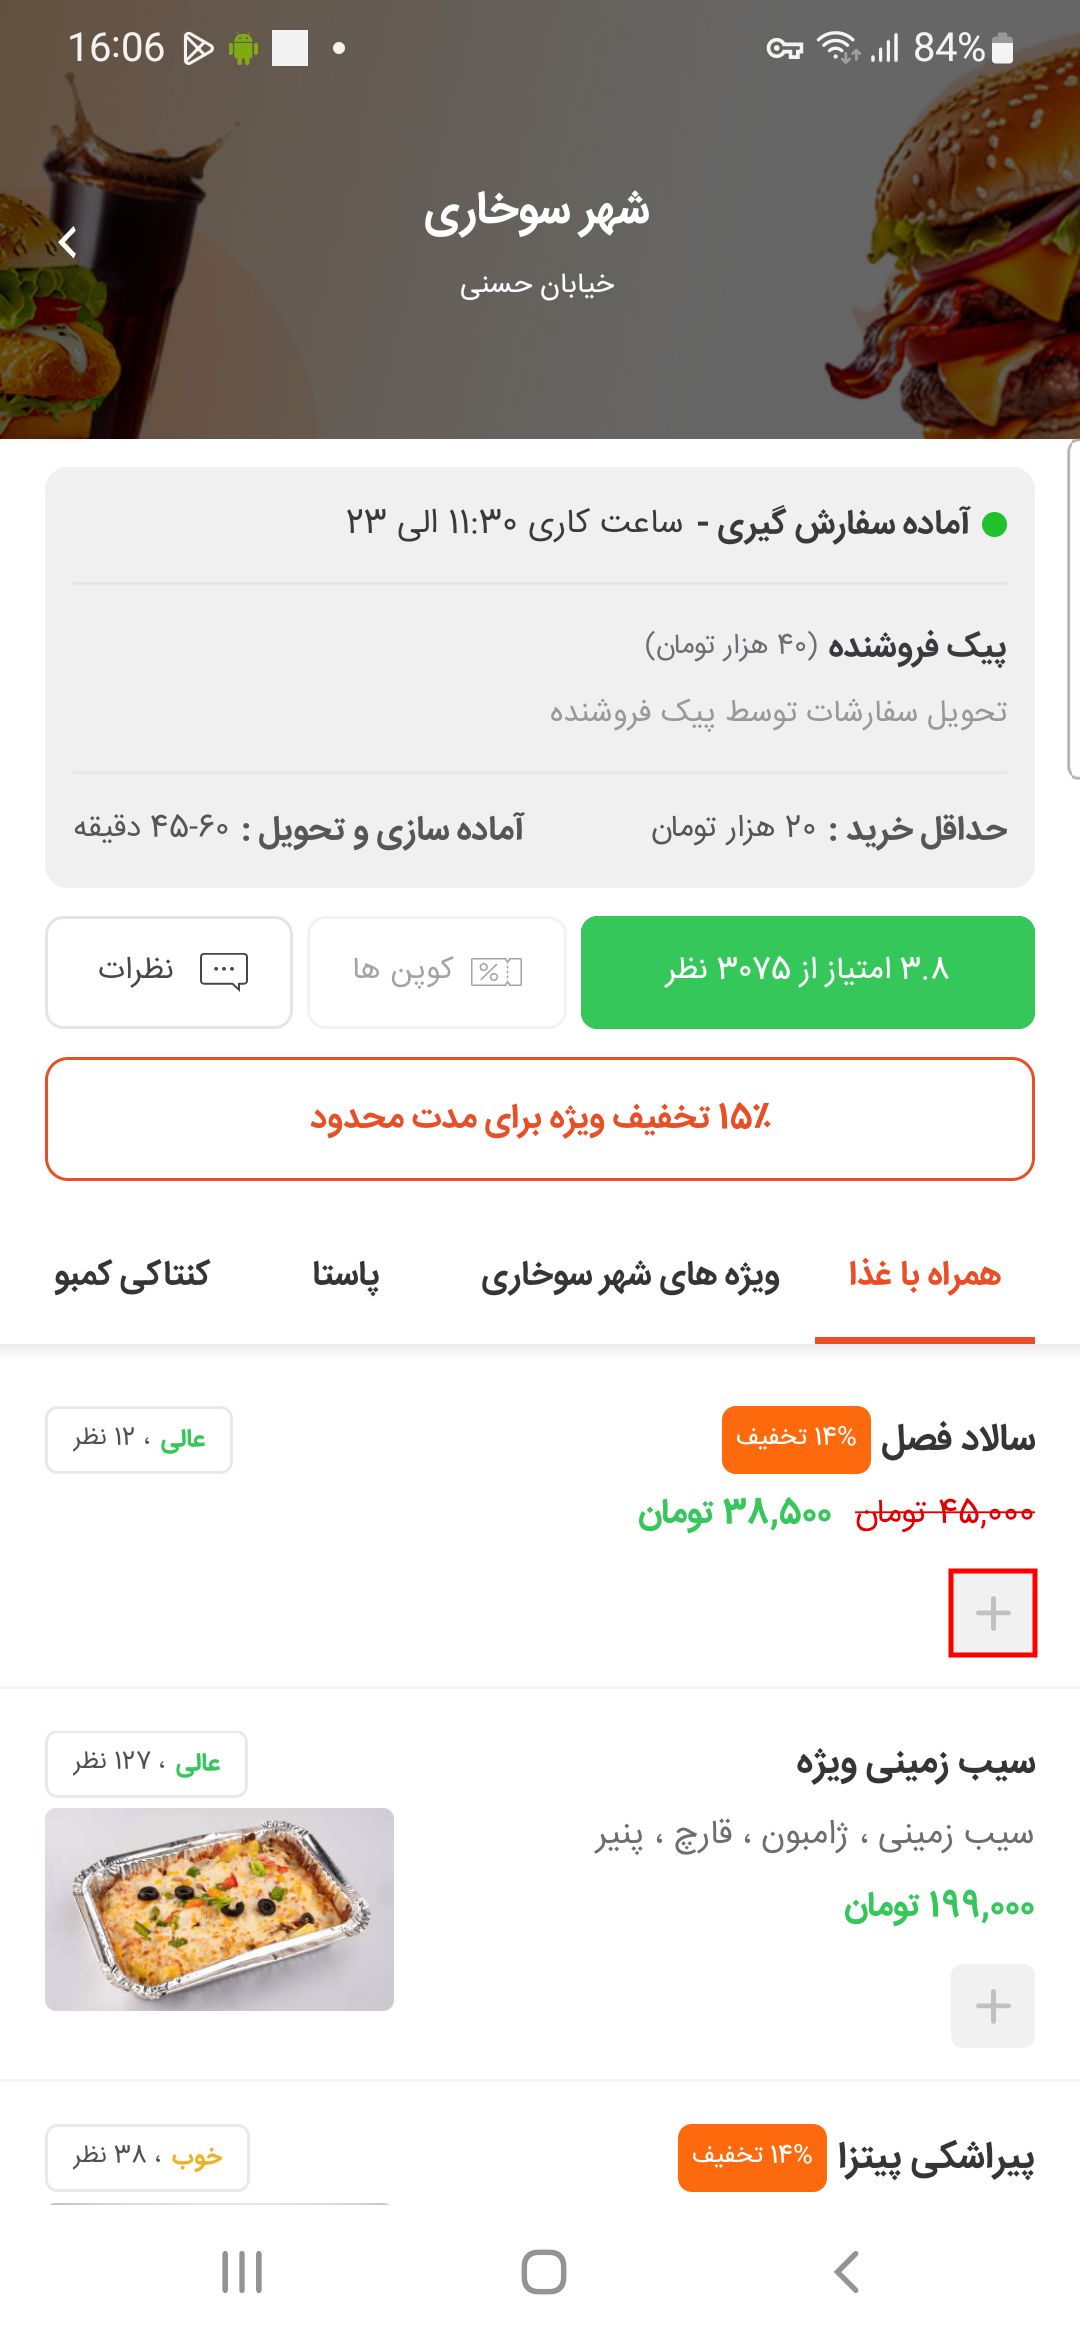 16:06
84%
شهر سوخاری
خیابان حسنی
آماده سفارش گیری - ساعت کاری ۱۱:۳۰ الی ۲۳
پیک فروشنده (۴۰ هزار تومان)
تحویل سفارشات توسط پیک فروشنده
حداقل خرید : ۲۰ هزار تومان
آماده سازی و تحویل : ۶۰-۴۵ دقیقه
۳.۸ امتیاز از ۳۰۷۵ نظر
کوپن ها
نظرات
۱۵٪ تخفیف ویژه برای مدت محدود
همراه با غذا
ویژه های شهر سوخاری
پاستا
کنتاکی کمبو
سالاد فصل
۱۴% تخفیف
عالی ، ۱۲ نظر
۴۵,۰۰۰ تومان
۳۸,۵۰۰ تومان
سیب زمینی ویژه
عالی ، ۱۲۷ نظر
سیب زمینی ، ژامبون ، قارچ ، پنیر
۱۹۹,۰۰۰ تومان
پیراشکی پیتزا
۱۴% تخفیف
خوب ، ۳۸ نظر